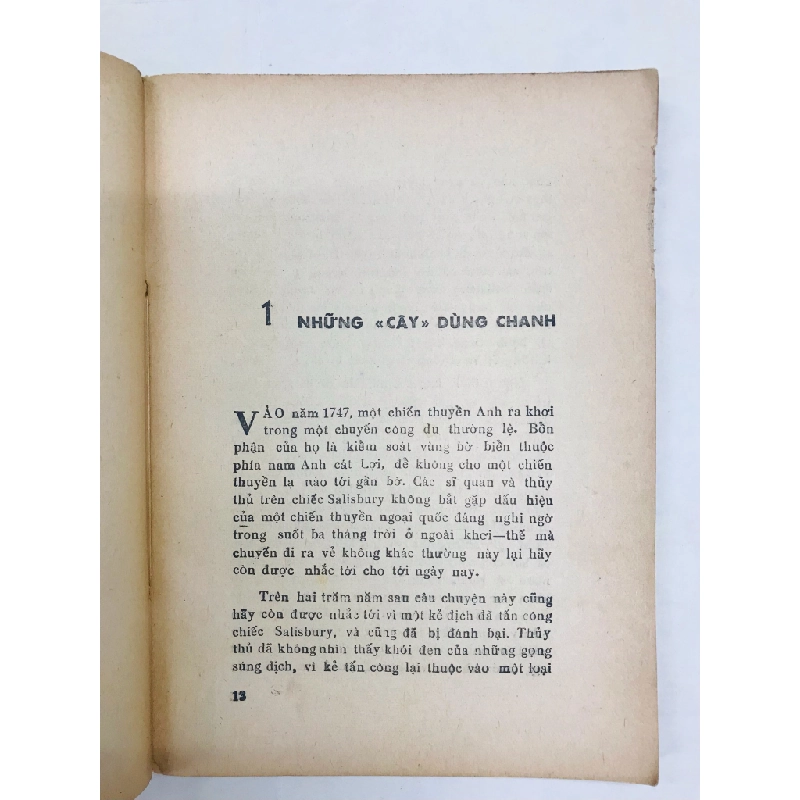 1 NHỮNG «CÂY» DÙNG CHANH
VÀO năm 1747, một chiến thuyền Anh ra khơi
trong một chuyến công du thường lệ. Bổn
phận của họ là kiểm soát vùng bờ biển thuộc
phía nam Anh cát Lợi, để không cho một chiến
thuyền lạ nào tới gần bờ. Các sĩ quan và thủy
thủ trên chiếc Salisbury không bắt gặp dấu hiệu
của một chiến thuyền ngoại quốc đáng nghi ngờ
trong suốt ba tháng trời ở ngoài khơi—thế mà
chuyến đi ra vẻ không khác thường này lại hãy
còn được nhắc tới cho tới ngày nay.
Trên hai trăm năm sau câu chuyện này cũng
hãy còn được nhắc tới vì một kẻ địch đã tấn công
chiếc Salisbury, và cũng đã bị đánh bại. Thủy
thủ đã không nhìn thấy khói đen của những gọng
súng địch, vì kẻ tấn công lại thuộc vào một loại
13